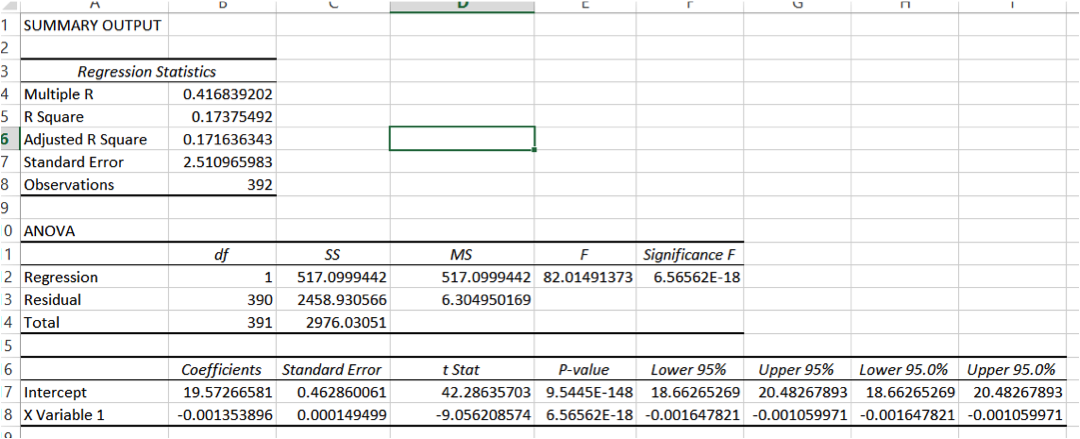 1 SUMMARY OUTPUT
2
3 Regression Statistics
4 Multiple R 0.416839202
5 R Square 0.17375492
6 Adjusted R Square 0.171636343
7 Standard Error 2.510965983
8 Observations 392
9
0 ANOVA
1 df SS MS F Significance F
2 Regression 1 517.0999442 517.0999442 82.01491373 6.56562E-18
3 Residual 390 2458.930566 6.304950169
4 Total 391 2976.03051
5
6 Coefficients Standard Error t Stat P-value Lower 95% Upper 95% Lower 95.0% Upper 95.0%
7 Intercept 19.57266581 0.462860061 42.28635703 9.5445E-148 18.66265269 20.48267893 18.66265269 20.48267893
8 X Variable 1 -0.001353896 0.000149499 -9.056208574 6.56562E-18 -0.001647821 -0.001059971 -0.001647821 -0.001059971